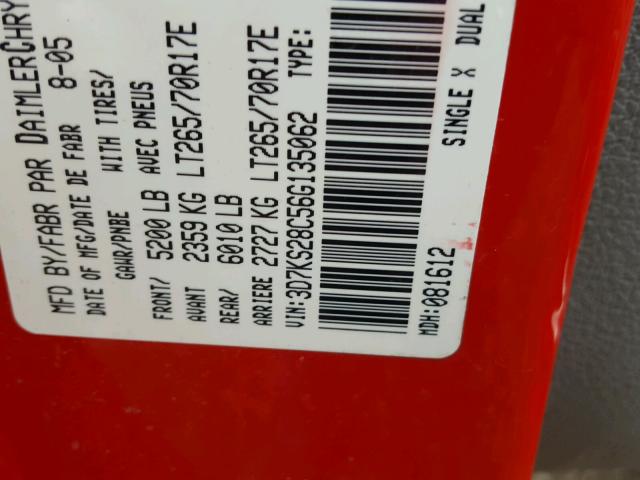 MFD BY/FABR PAR DAIMLERCHRY
DATE OF MFG/DATE DE FABR 8-05
GAWR/PNBE WITH TIRES/
FRONT/ 5200 LB AVEC PNEUS
AVANT 2359 KG LT265/70R17E
REAR/ 6010 LB
ARRIERE 2727 KG LT265/70R17E
VIN:3D7KS28C56G135062 TYPE:
SINGLE X DUAL
MDH:081612